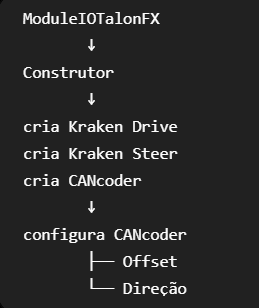 ModuleIOTalonFX
↓
Construtor
↓
cria Kraken Drive
cria Kraken Steer
cria CANcoder
↓
configura CANcoder
├── Offset
└── Direção